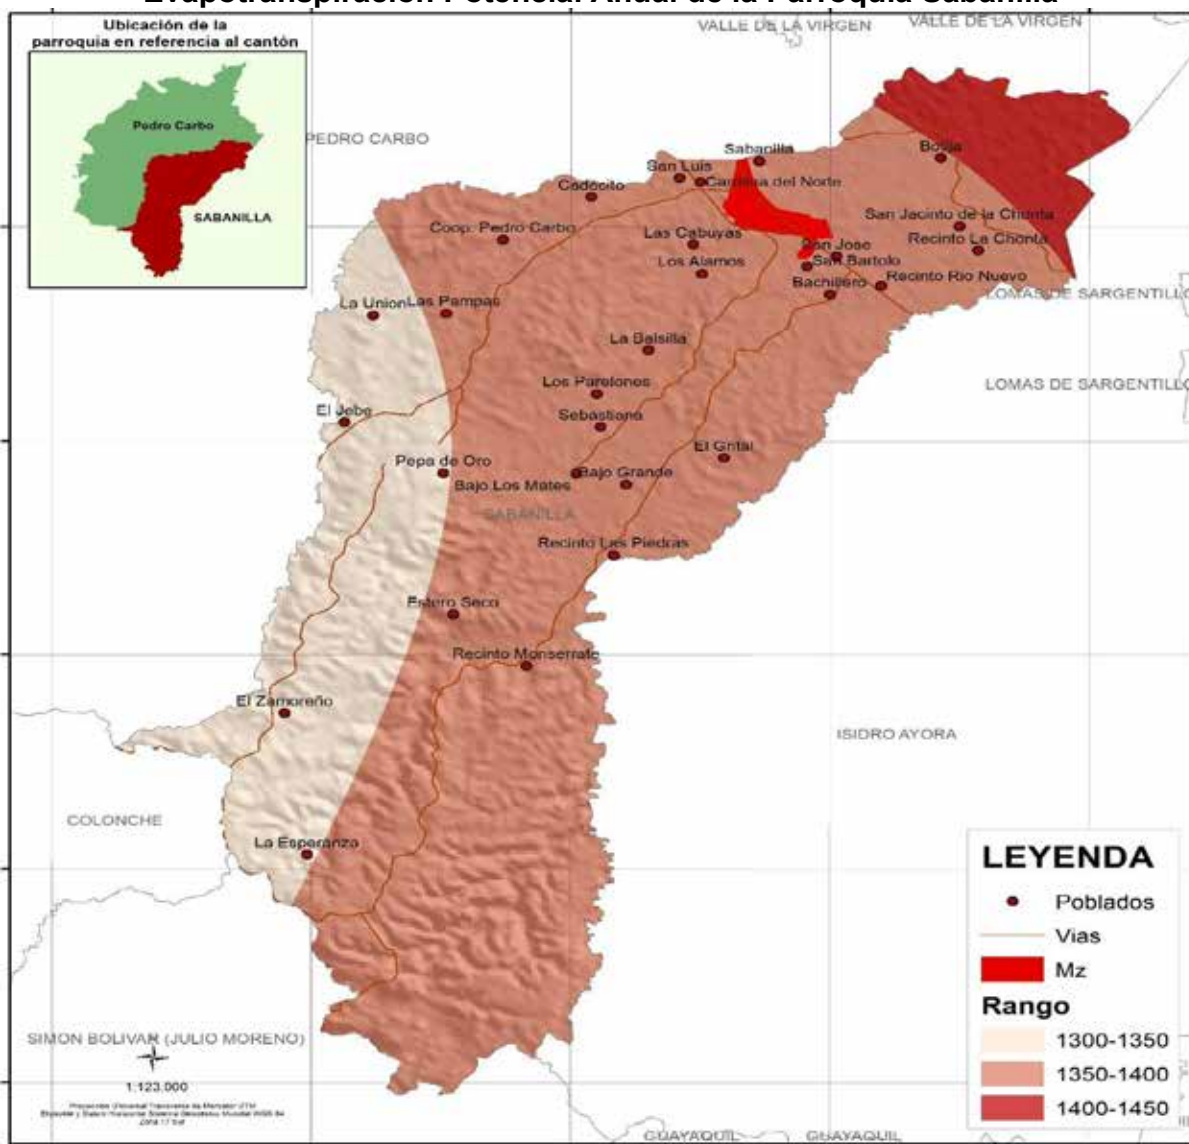 Evapotranspiración Potencial Anual de la Parroquia Sabanilla
Ubicación de la
parroquia en referencia al cantón
Pedro Carbo
SABANILLA
VALLE DE LA VIRGEN
VALLE DE LA VIRGEN
PEDRO CARBO
Sabanilla
Bonja
San Luis
Carrera del Norte
Cadecito
San Jacinto de la Chonta
Coop. Pedro Carbo
Las Cabuyas
San Jose
Recinto La Chonta
Los Alamos
San Bartolo
Bachillero
Recinto Rio Nuevo
LOMAS DE SARGENTILLO
La Union
Las Pampas
La Balsilla
Los Parelones
LOMAS DE SARGENTILLO
El Jebe
Sebastiana
El Grital
Pepa de Oro
Bajo Los Mates
Bajo Grande
SABANILLA
Recinto Las Piedras
Estero Seco
Recinto Monserrate
El Zamoreño
ISIDRO AYORA
COLONCHE
La Esperanza
LEYENDA
Poblados
Vias
Mz
Rango
1300-1350
1350-1400
1400-1450
SIMON BOLIVAR (JULIO MORENO)
1:123.000
GUAYAQUIL
GUAYAQUIL